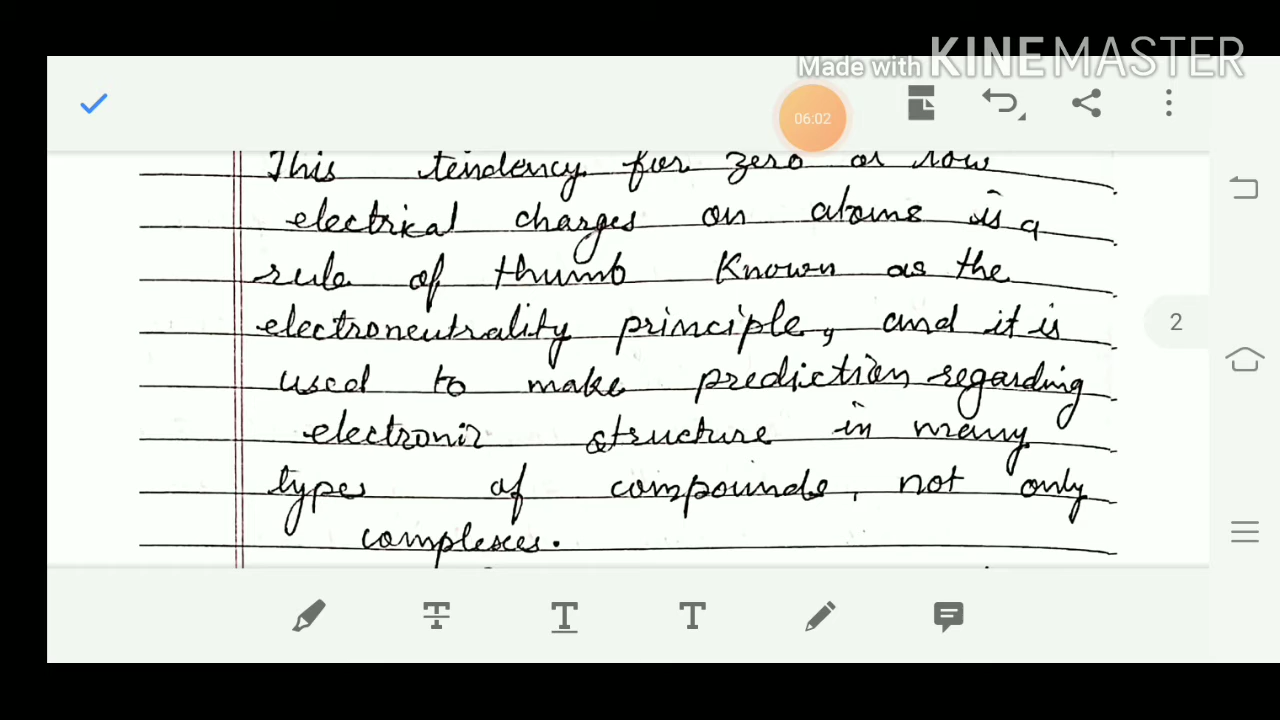 Made with KINEMASTER
06:02
This tendency for zero or low
electrical charges on atoms is a
rule of thumb Known as the
electroneutrality principle, and it is
2
used to make prediction regarding
electronic structure in many
types of compounds, not only
complexes.